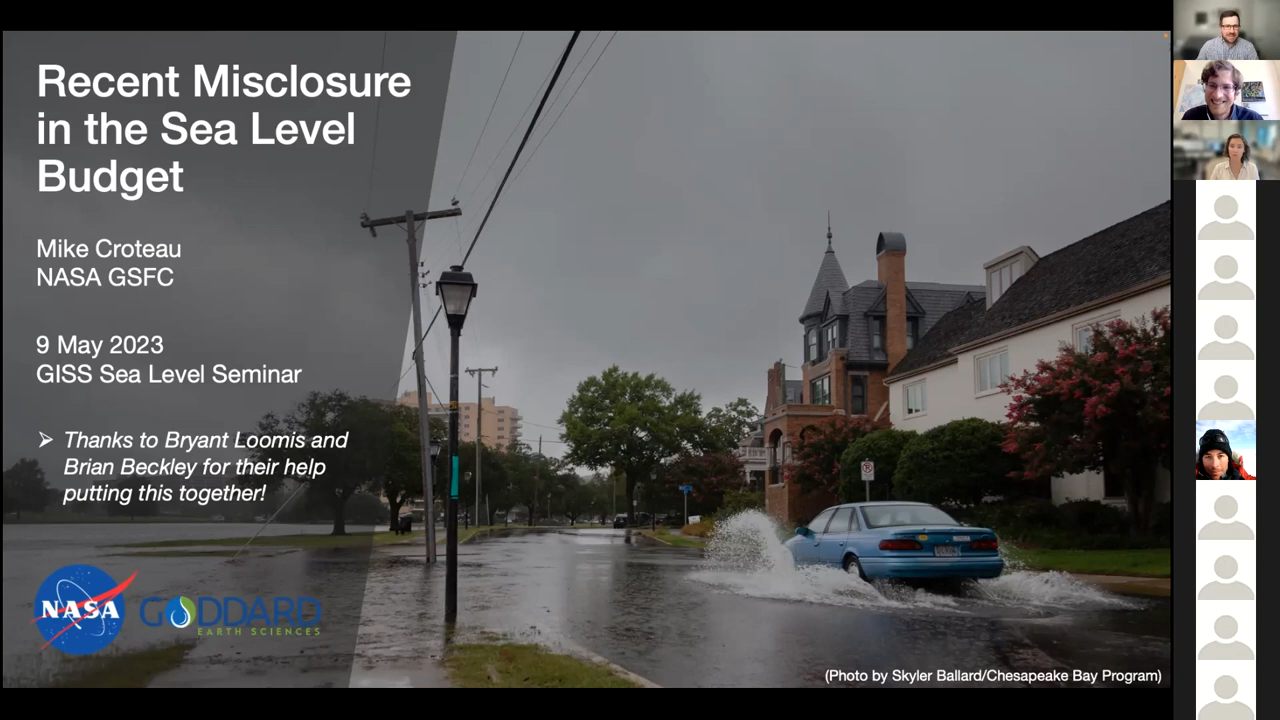 Recent Misclosure
in the Sea Level
Budget
Mike Croteau
NASA GSFC
9 May 2023
GISS Sea Level Seminar
➢ Thanks to Bryant Loomis and
Brian Beckley for their help
putting this together!
NASA
GODDARD
EARTH SCIENCES
(Photo by Skyler Ballard/Chesapeake Bay Program)